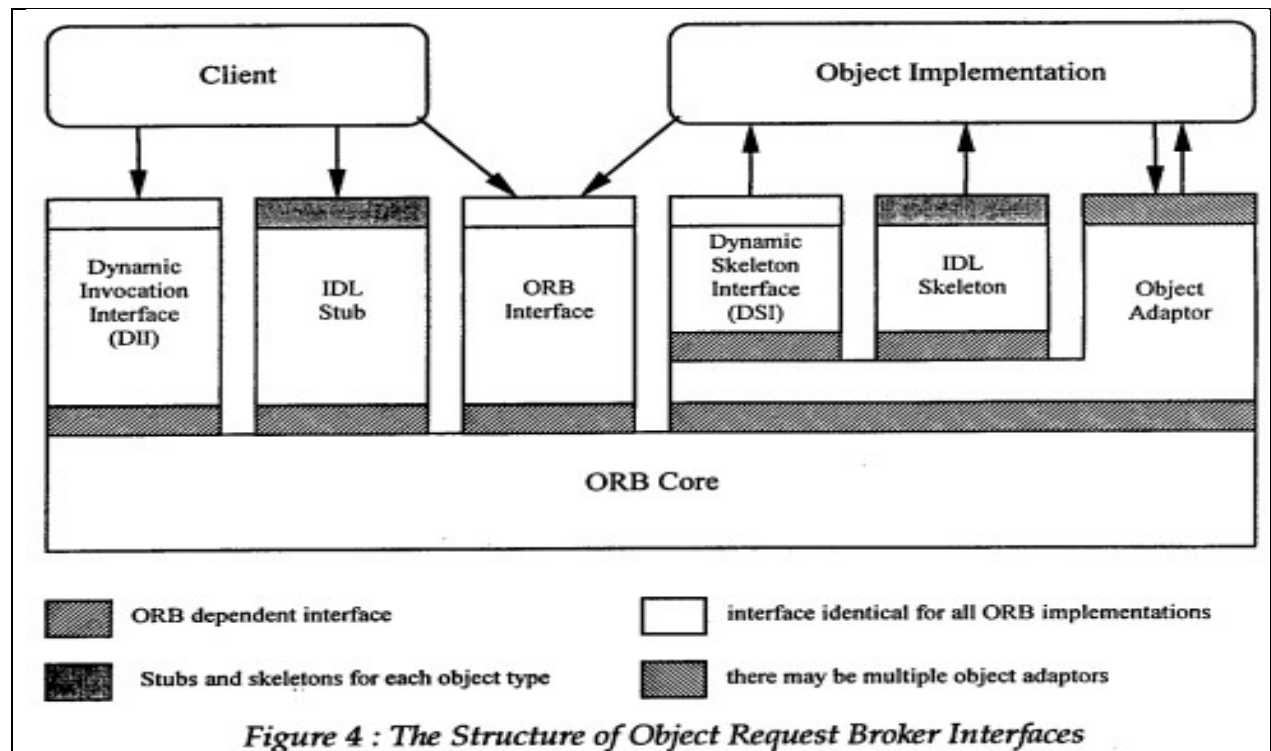 Client
Object Implementation
Dynamic
Invocation
Interface
(DII)
IDL
Stub
ORB
Interface
Dynamic
Skeleton
Interface
(DSI)
IDL
Skeleton
Object
Adaptor
ORB Core
ORB dependent interface
interface identical for all ORB implementations
Stubs and skeletons for each object type
there may be multiple object adaptors
Figure 4 : The Structure of Object Request Broker Interfaces